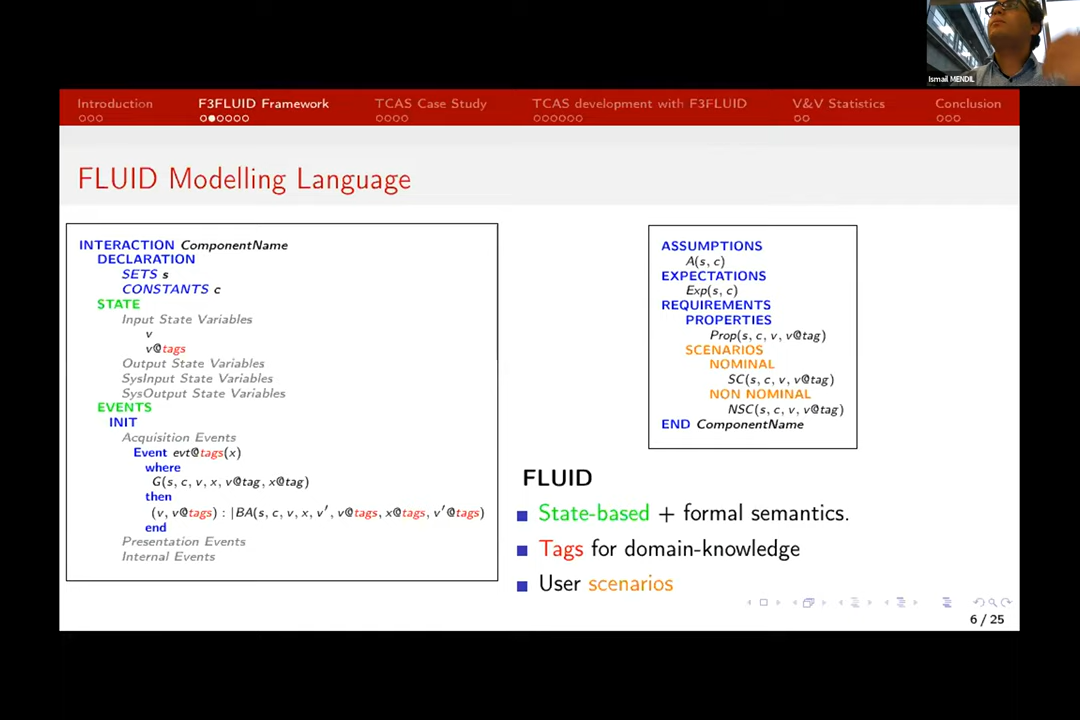 Ismail MENDIL
Introduction F3FLUID Framework TCAS Case Study TCAS development with F3FLUID V&V Statistics Conclusion
FLUID Modelling Language
INTERACTION ComponentName
DECLARATION
SETS s
CONSTANTS c
STATE
Input State Variables
v
v@tags
Output State Variables
SysInput State Variables
SysOutput State Variables
EVENTS
INIT
Acquisition Events
Event evt@tags(x)
where
G(s, c, v, x, v@tag, x@tag)
then
(v, v@tags) : |BA(s, c, v, x, v′, v@tags, x@tags, v′@tags)
end
Presentation Events
Internal Events
ASSUMPTIONS
A(s, c)
EXPECTATIONS
Exp(s, c)
REQUIREMENTS
PROPERTIES
Prop(s, c, v, v@tag)
SCENARIOS
NOMINAL
SC(s, c, v, v@tag)
NON NOMINAL
NSC(s, c, v, v@tag)
END ComponentName
FLUID
State-based + formal semantics.
Tags for domain-knowledge
User scenarios
6 / 25